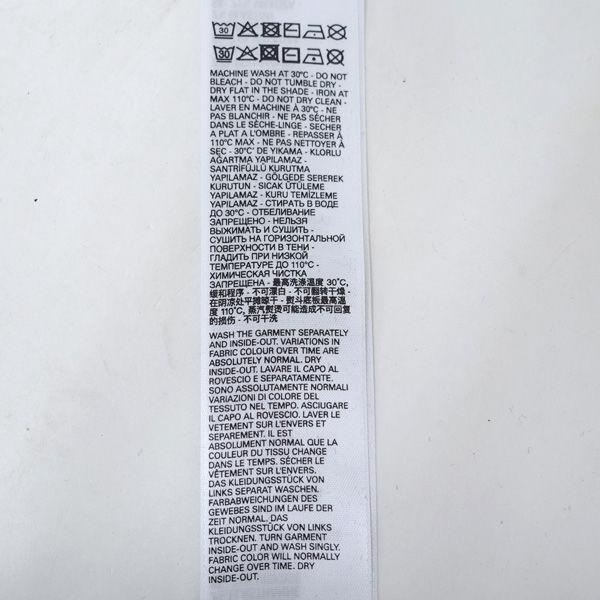 30
30
MACHINE WASH AT 30°C - DO NOT
BLEACH - DO NOT TUMBLE DRY -
DRY FLAT IN THE SHADE - IRON AT
MAX 110°C - DO NOT DRY CLEAN -
LAVER EN MACHINE À 30°C - NE
PAS BLANCHIR - NE PAS SÉCHER
DANS LE SÈCHE-LINGE - SECHER
A PLAT A L'OMBRE - REPASSER À
110°C MAX - NE PAS NETTOYER À
SEC - 30°C' DE YIKAMA - KLORLU
AĞARTMA YAPILAMAZ -
SANTRİFÜJLÜ KURUTMA
YAPILAMAZ - GÖLGEDE SEREREK
KURUTUN - SICAK ÜTÜLEME
YAPILAMAZ - KURU TEMİZLEME
YAPILAMAZ - СТИРАТЬ В ВОДЕ
ДО 30°C - ОТБЕЛИВАНИЕ
ЗАПРЕЩЕНО - НЕЛЬЗЯ
ВЫЖИМАТЬ И СУШИТЬ -
СУШИТЬ НА ГОРИЗОНТАЛЬНОЙ
ПОВЕРХНОСТИ В ТЕНИ -
ГЛАДИТЬ ПРИ НИЗКОЙ
ТЕМПЕРАТУРЕ ДО 110°C -
ХИМИЧЕСКАЯ ЧИСТКА
ЗАПРЕЩЕНА - 最高洗涤温度 30℃,
缓和程序 - 不可漂白 - 不可翻转干燥 -
在阴凉处平摊晾干 - 熨斗底板最高温
度 110℃, 蒸汽熨烫可能造成不可回复
的损伤 - 不可干洗
WASH THE GARMENT SEPARATELY
AND INSIDE-OUT. VARIATIONS IN
FABRIC COLOUR OVER TIME ARE
ABSOLUTELY NORMAL. DRY
INSIDE-OUT. LAVARE IL CAPO AL
ROVESCIO E SEPARATAMENTE.
SONO ASSOLUTAMENTE NORMALI
VARIAZIONI DI COLORE DEL
TESSUTO NEL TEMPO. ASCIUGARE
IL CAPO AL ROVESCIO. LAVER LE
VETEMENT SUR L'ENVERS ET
SEPAREMENT. IL EST
ABSOLUMENT NORMAL QUE LA
COULEUR DU TISSU CHANGE
DANS LE TEMPS. SÉCHER LE
VÊTEMENT SUR L'ENVERS.
DAS KLEIDUNGSSTÜCK VON
LINKS SEPARAT WASCHEN.
FARBABWEICHUNGEN DES
GEWEBES SIND IM LAUFE DER
ZEIT NORMAL. DAS
KLEIDUNGSSTÜCK VON LINKS
TROCKNEN. TURN GARMENT
INSIDE-OUT AND WASH SINGLY.
FABRIC COLOR WILL NORMALLY
CHANGE OVER TIME. DRY
INSIDE-OUT.